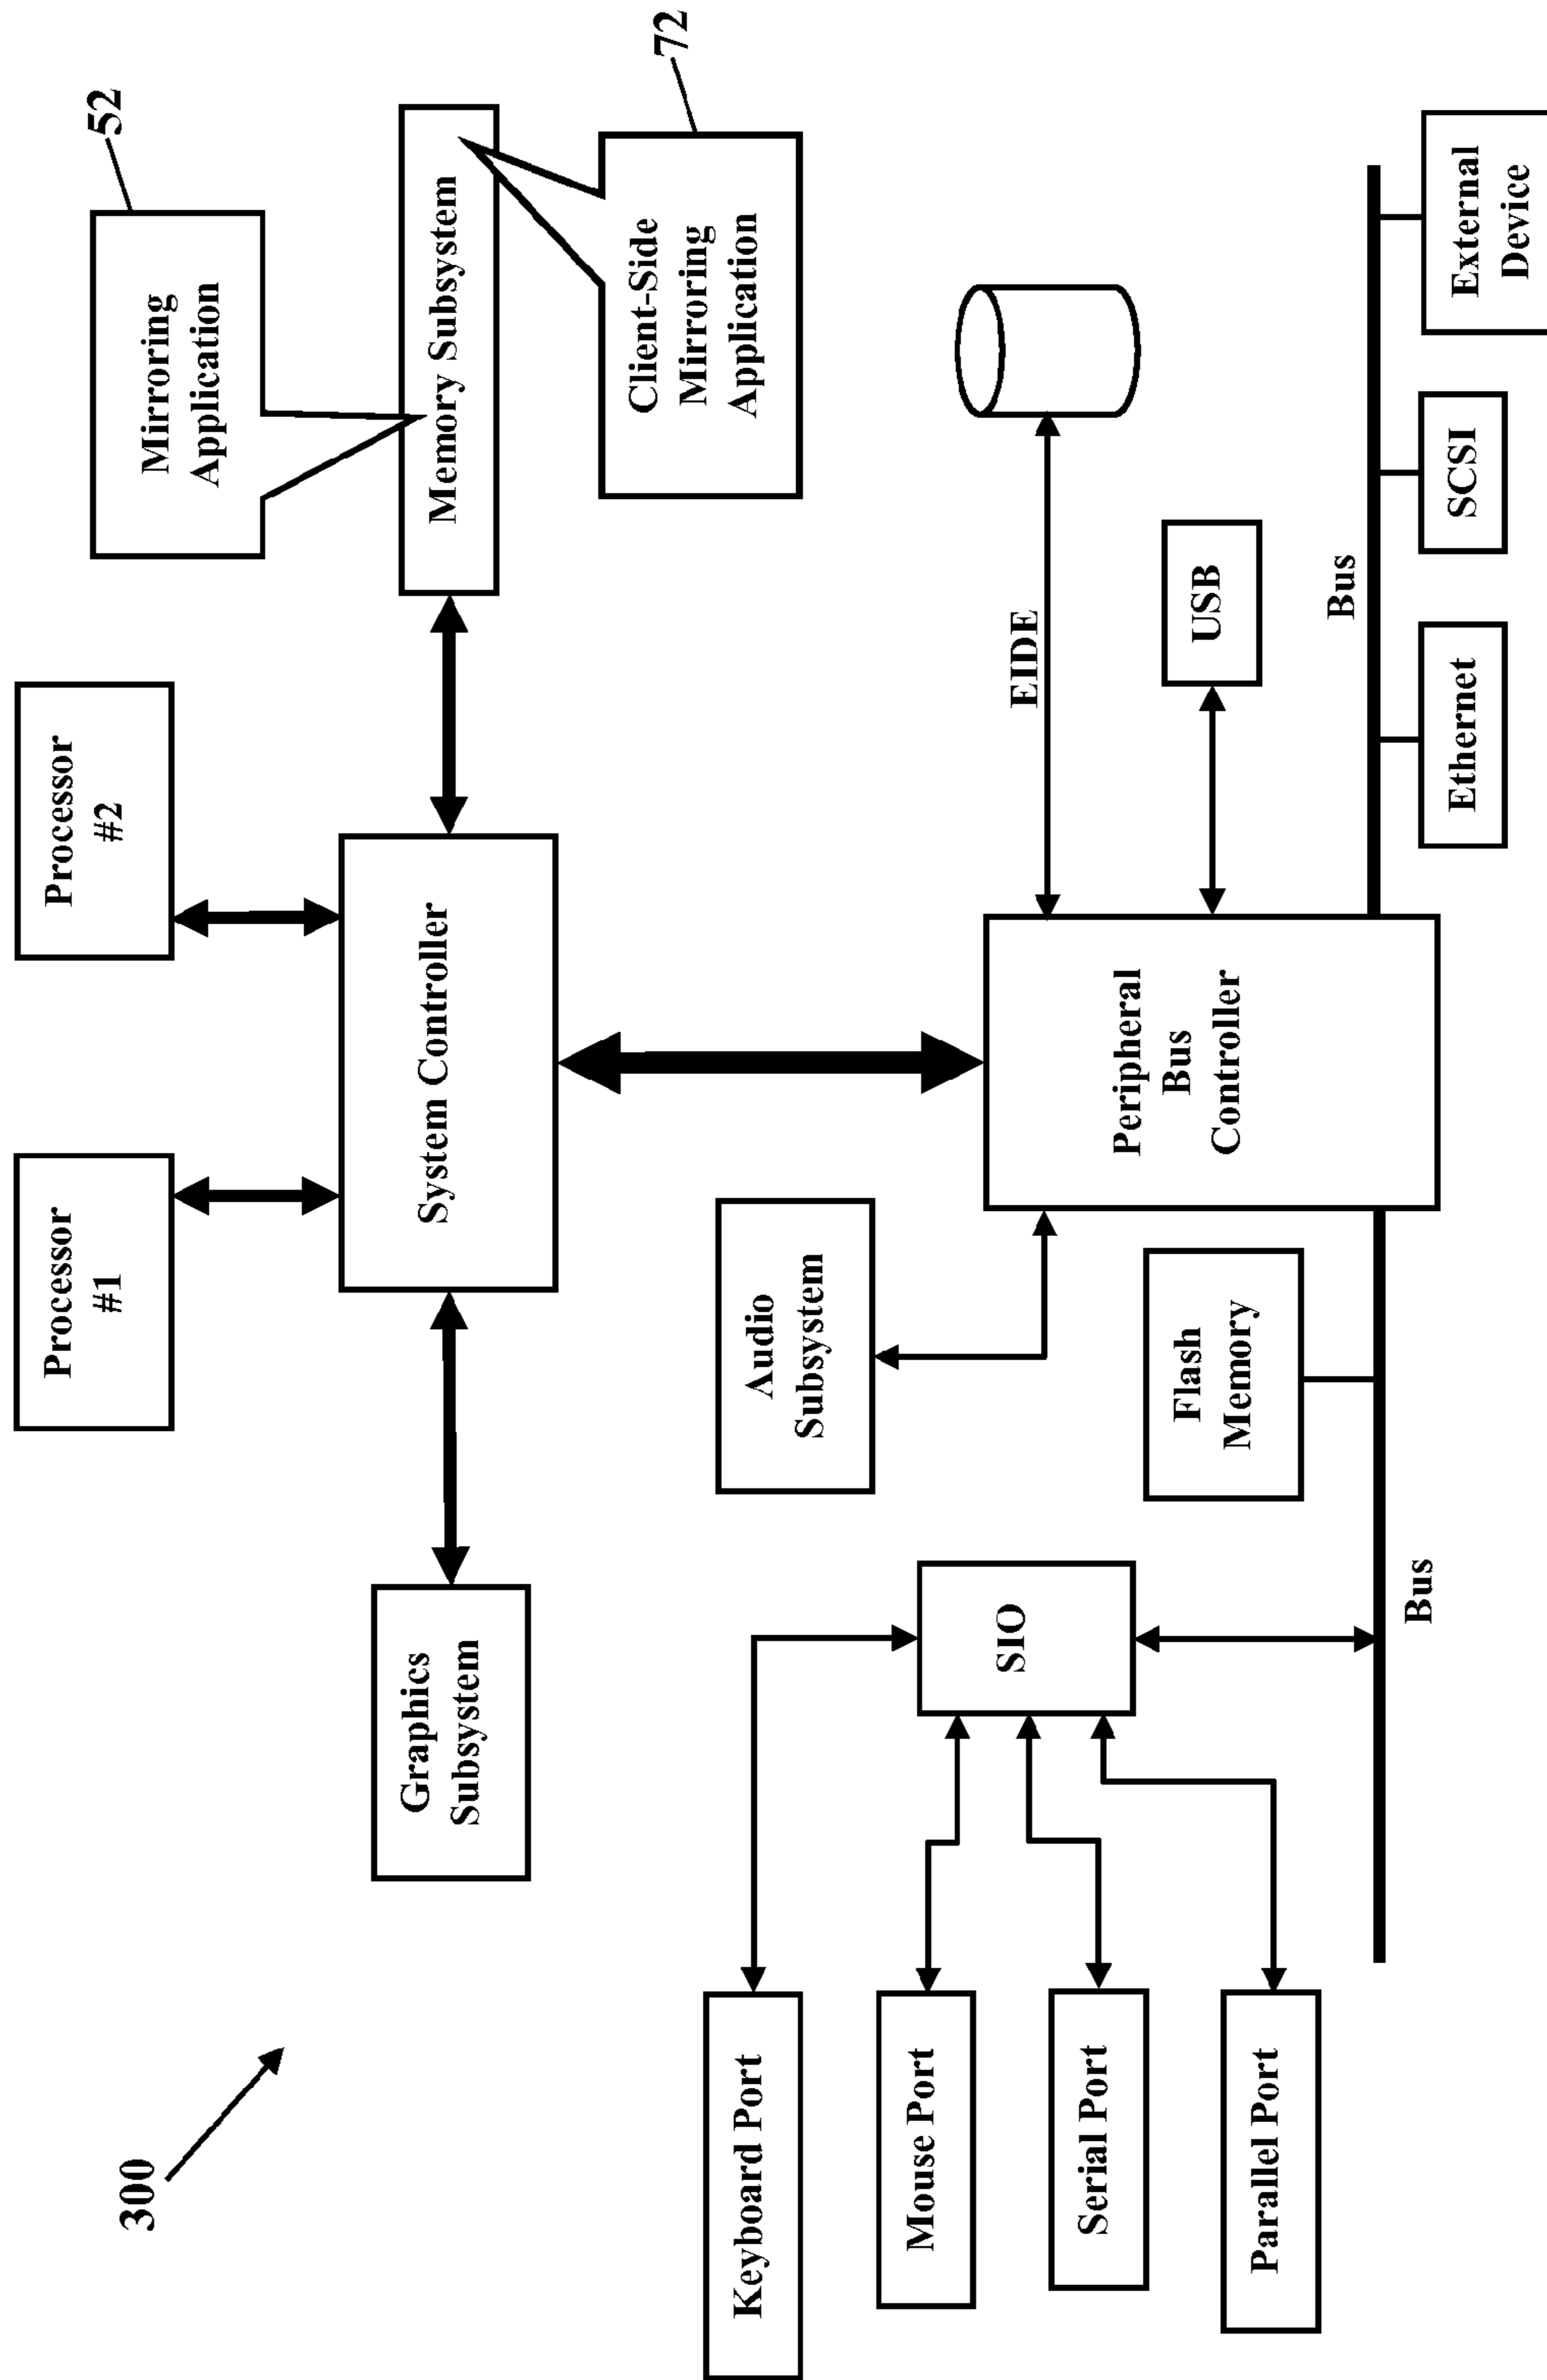 300
Processor
#1
Processor
#2
Mirroring
Application
52
Graphics
Subsystem
System Controller
Memory Subsystem
72
Client-Side
Mirroring
Application
Keyboard Port
Audio
Subsystem
Mouse Port
SIO
EIDE
Serial Port
Flash
Memory
Peripheral
Bus
Controller
USB
Parallel Port
Bus
Bus
Ethernet
SCSI
External
Device